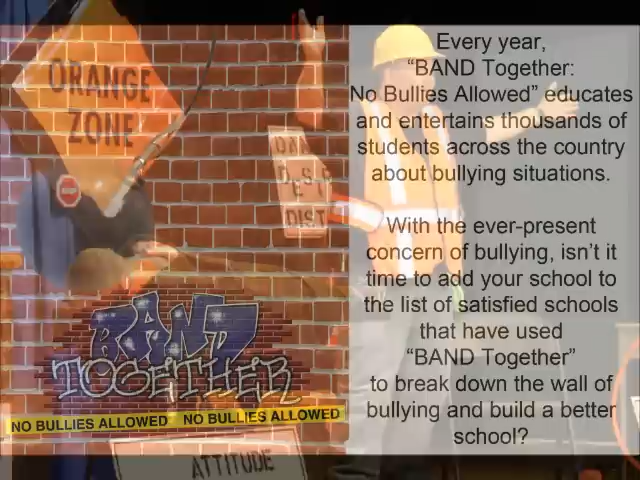 ORANGE
ZONE
DIST
BAND
TOGETHER
NO BULLIES ALLOWED NO BULLIES ALLOWED
ATTITUDE
Every year,
“BAND Together:
No Bullies Allowed” educates
and entertains thousands of
students across the country
about bullying situations.
With the ever-present
concern of bullying, isn’t it
time to add your school to
the list of satisfied schools
that have used
“BAND Together”
to break down the wall of
bullying and build a better
school?